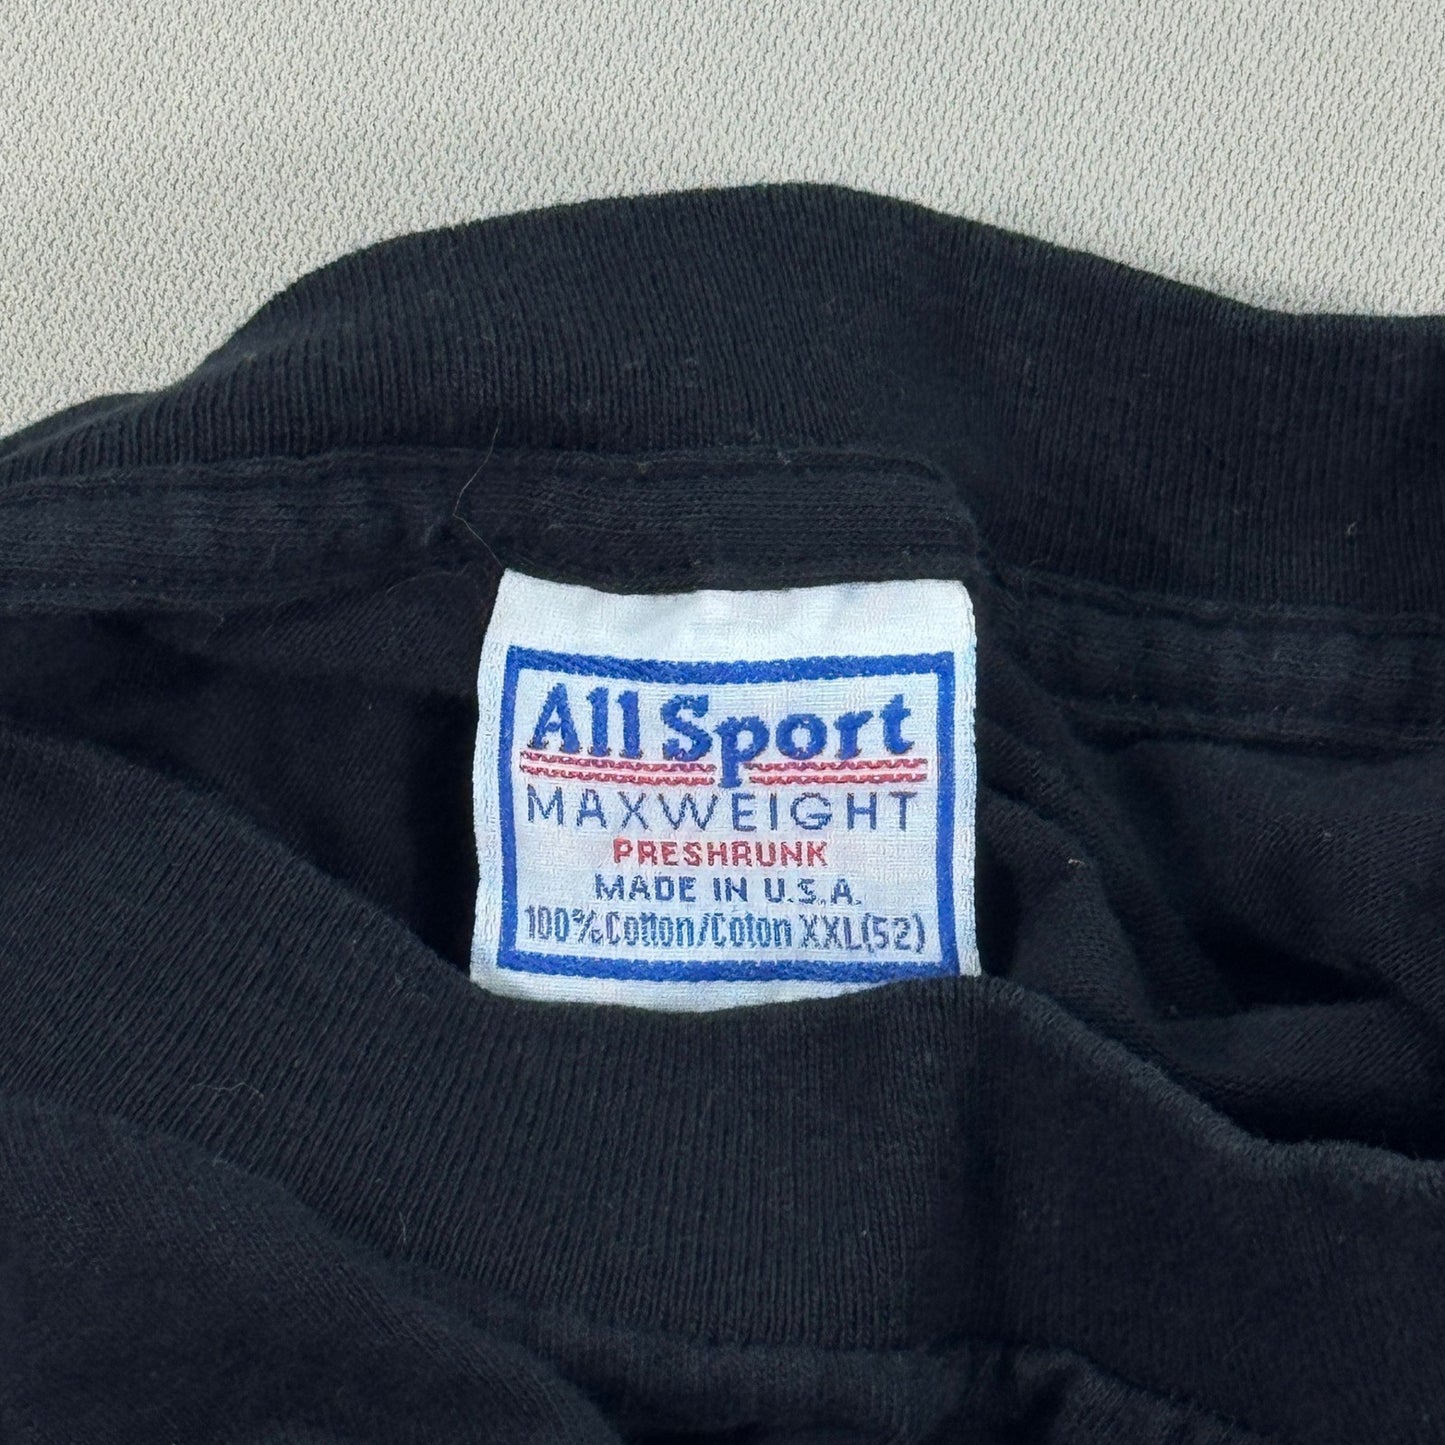 All Sport
MAXWEIGHT
PRESHRUNK
MADE IN U.S.A.
100% Cotton/Coton XXL(52)